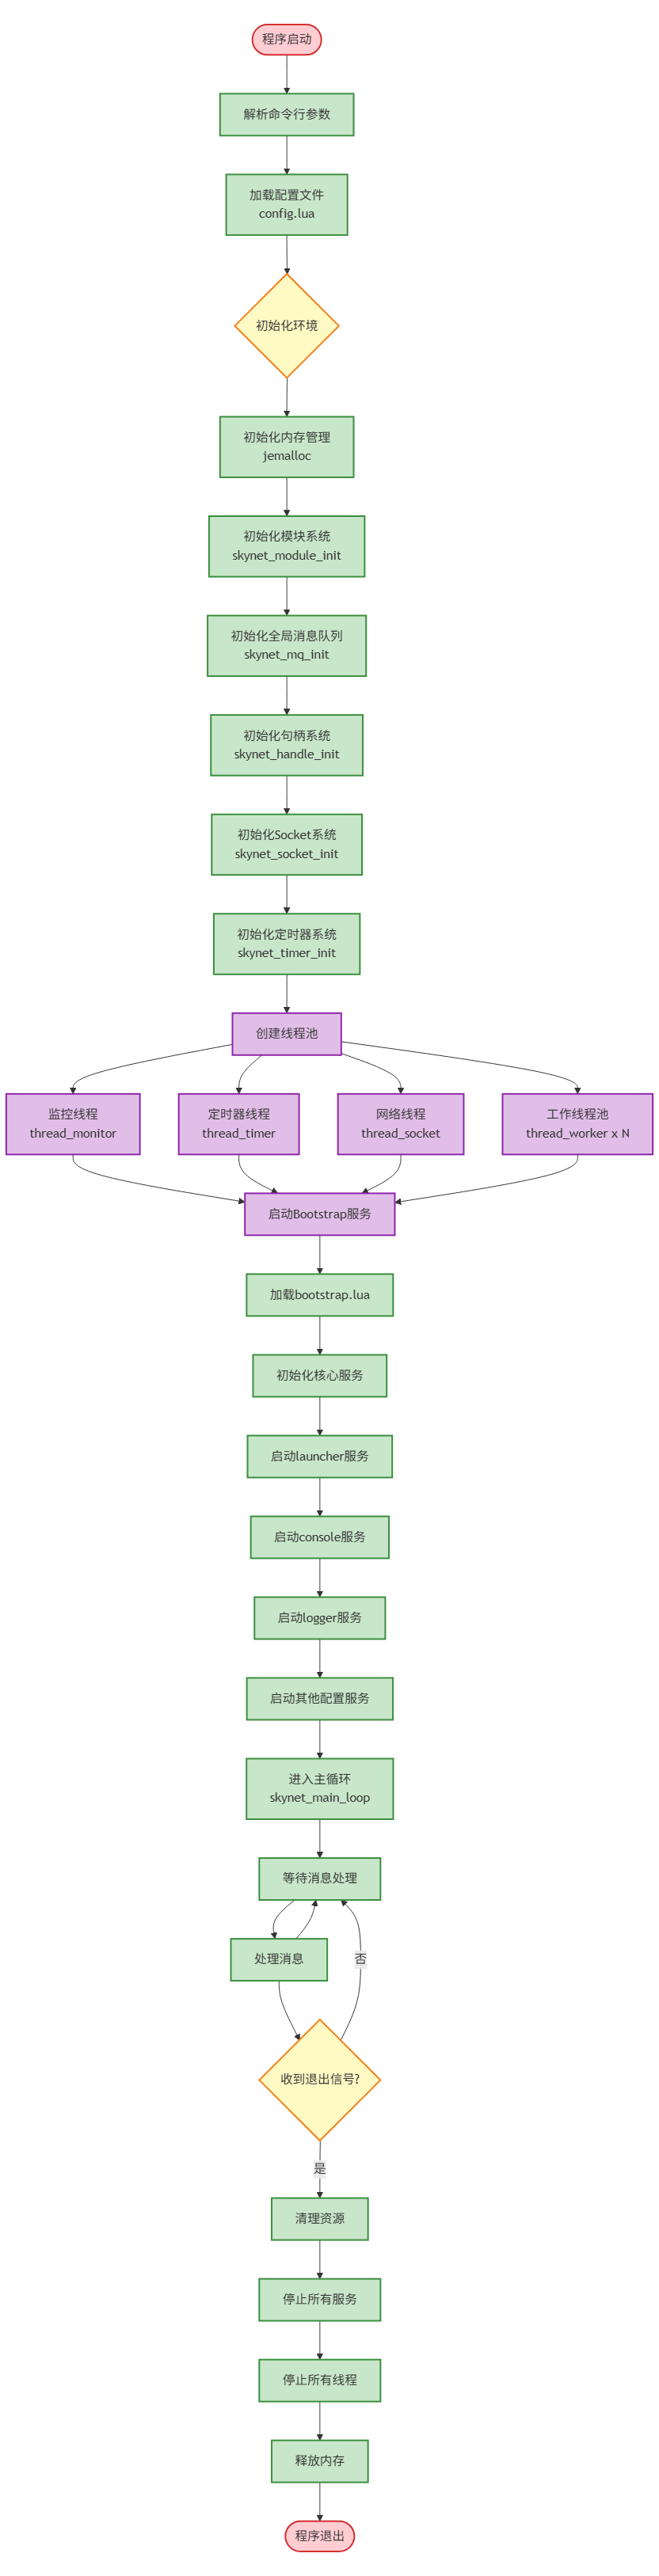 程序启动
解析命令行参数
加载配置文件
config.lua
初始化环境
初始化内存管理
jemalloc
初始化模块系统
skynet_module_init
初始化全局消息队列
skynet_mq_init
初始化句柄系统
skynet_handle_init
初始化Socket系统
skynet_socket_init
初始化定时器系统
skynet_timer_init
创建线程池
监控线程
thread_monitor
定时器线程
thread_timer
网络线程
thread_socket
工作线程池
thread_worker x N
启动Bootstrap服务
加载bootstrap.lua
初始化核心服务
启动launcher服务
启动console服务
启动logger服务
启动其他配置服务
进入主循环
skynet_main_loop
等待消息处理
处理消息
否
收到退出信号?
是
清理资源
停止所有服务
停止所有线程
释放内存
程序退出